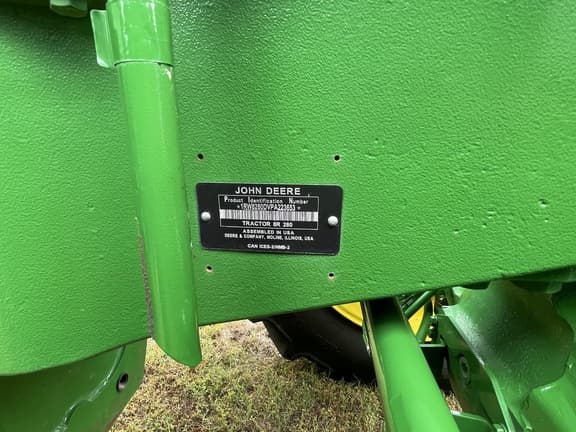 JOHN DEERE
Product Identification Number
*1RW8280DVPA223653*
TRACTOR 8R 280
ASSEMBLED IN USA
DEERE & COMPANY, MOLINE, ILLINOIS, USA
CAN ICES-2/NMB-2